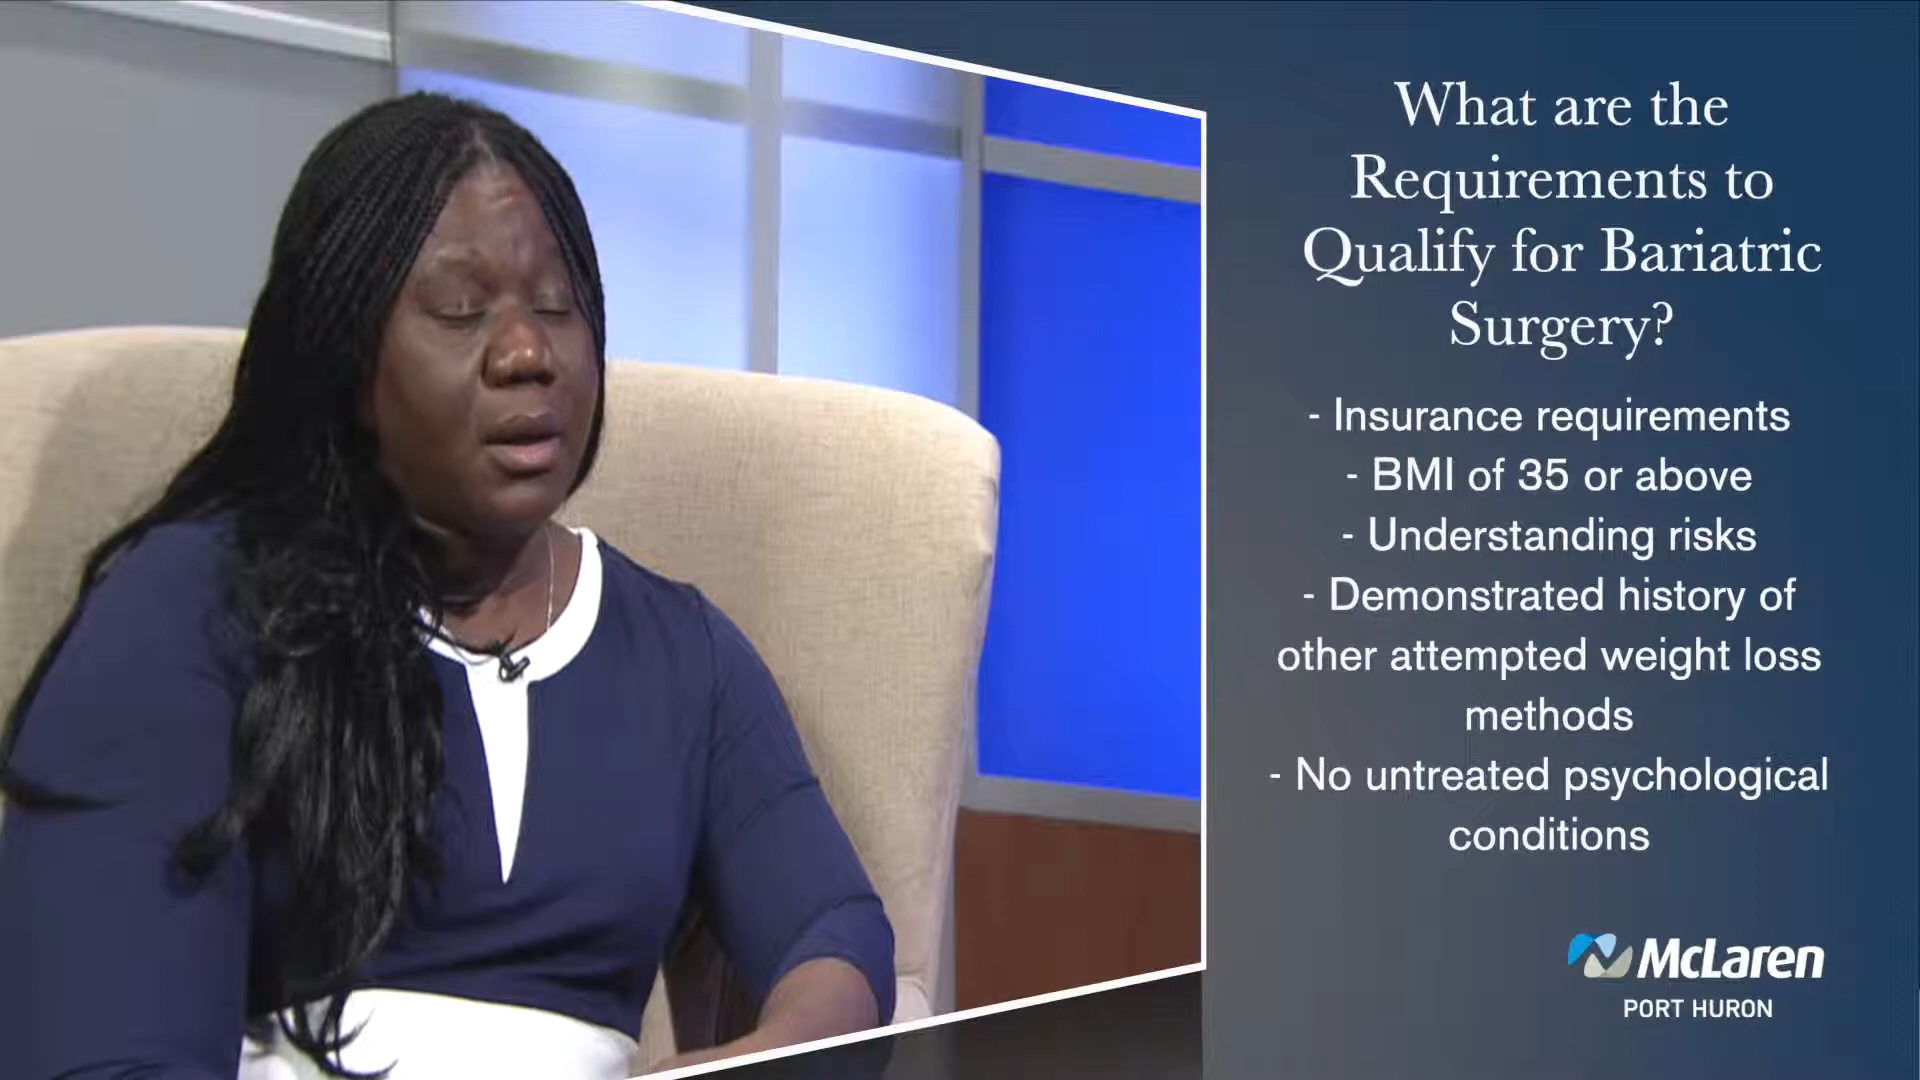 What are the
Requirements to
Qualify for Bariatric
Surgery?
- Insurance requirements
- BMI of 35 or above
- Understanding risks
- Demonstrated history of
other attempted weight loss
methods
- No untreated psychological
conditions
McLaren
PORT HURON